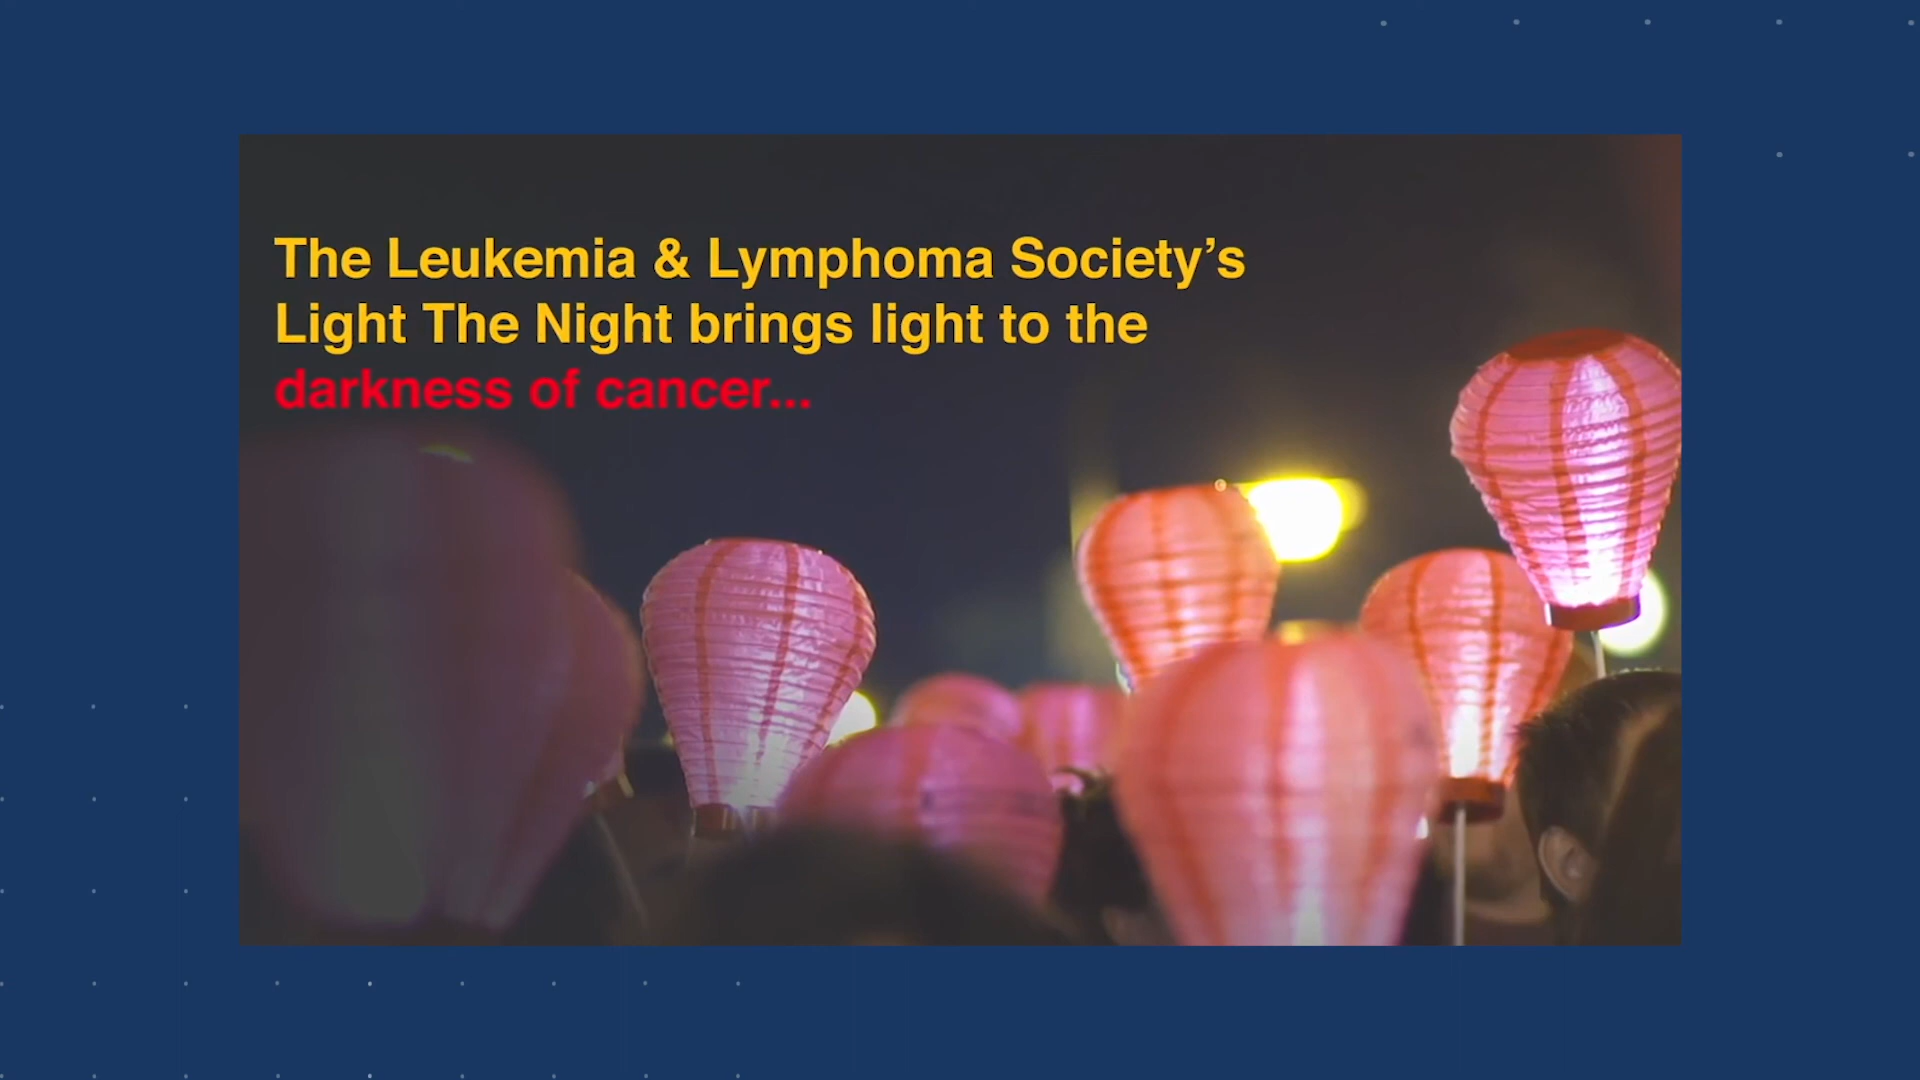 The Leukemia & Lymphoma Society’s
Light The Night brings light to the
darkness of cancer...